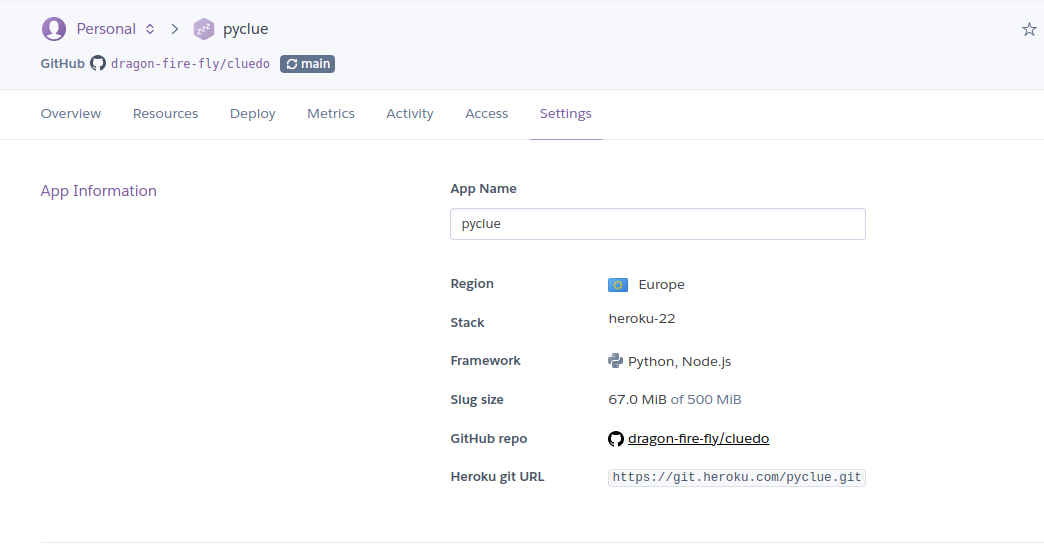 Personal pyclue
GitHub dragon-fire-fly/cluedo main
Overview Resources Deploy Metrics Activity Access Settings
App Information
App Name
pyclue
Region Europe
Stack heroku-22
Framework Python, Node.js
Slug size 67.0 MiB of 500 MiB
GitHub repo dragon-fire-fly/cluedo
Heroku git URL https://git.heroku.com/pyclue.git